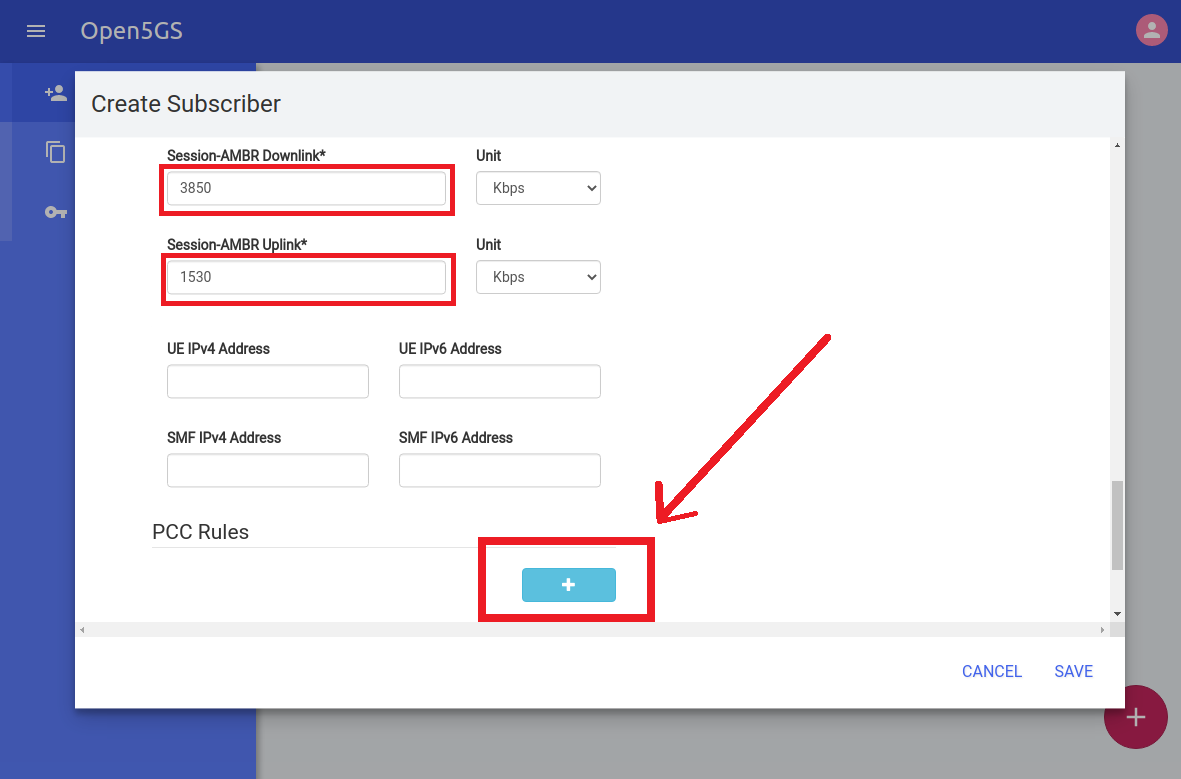 Open5GS
Create Subscriber
Session-AMBR Downlink* Unit
3850 Kbps
Session-AMBR Uplink* Unit
1530 Kbps
UE IPv4 Address UE IPv6 Address
SMF IPv4 Address SMF IPv6 Address
PCC Rules
CANCEL SAVE